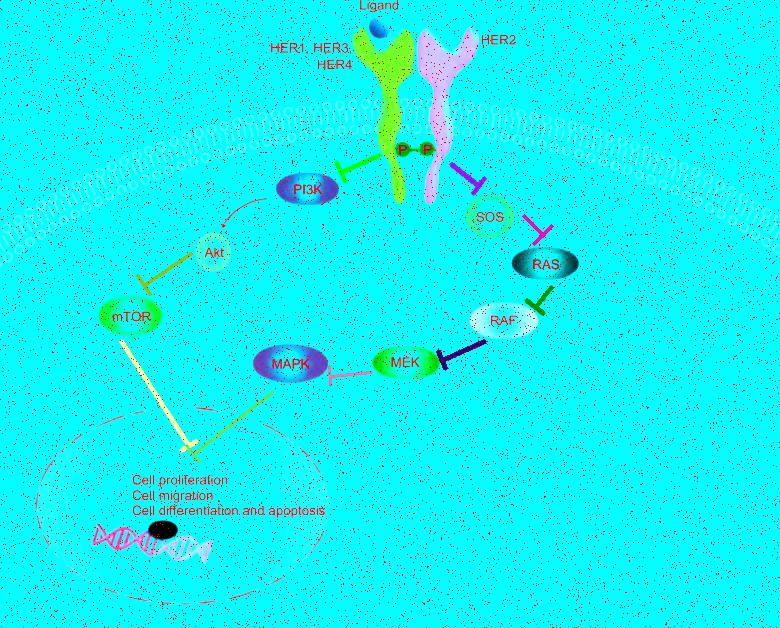 Ligand
HER1, HER3,
HER4
HER2
P
P
PI3K
SOS
Akt
RAS
mTOR
RAF
MAPK
MEK
Cell proliferation
Cell migration
Cell differentiation and apoptosis